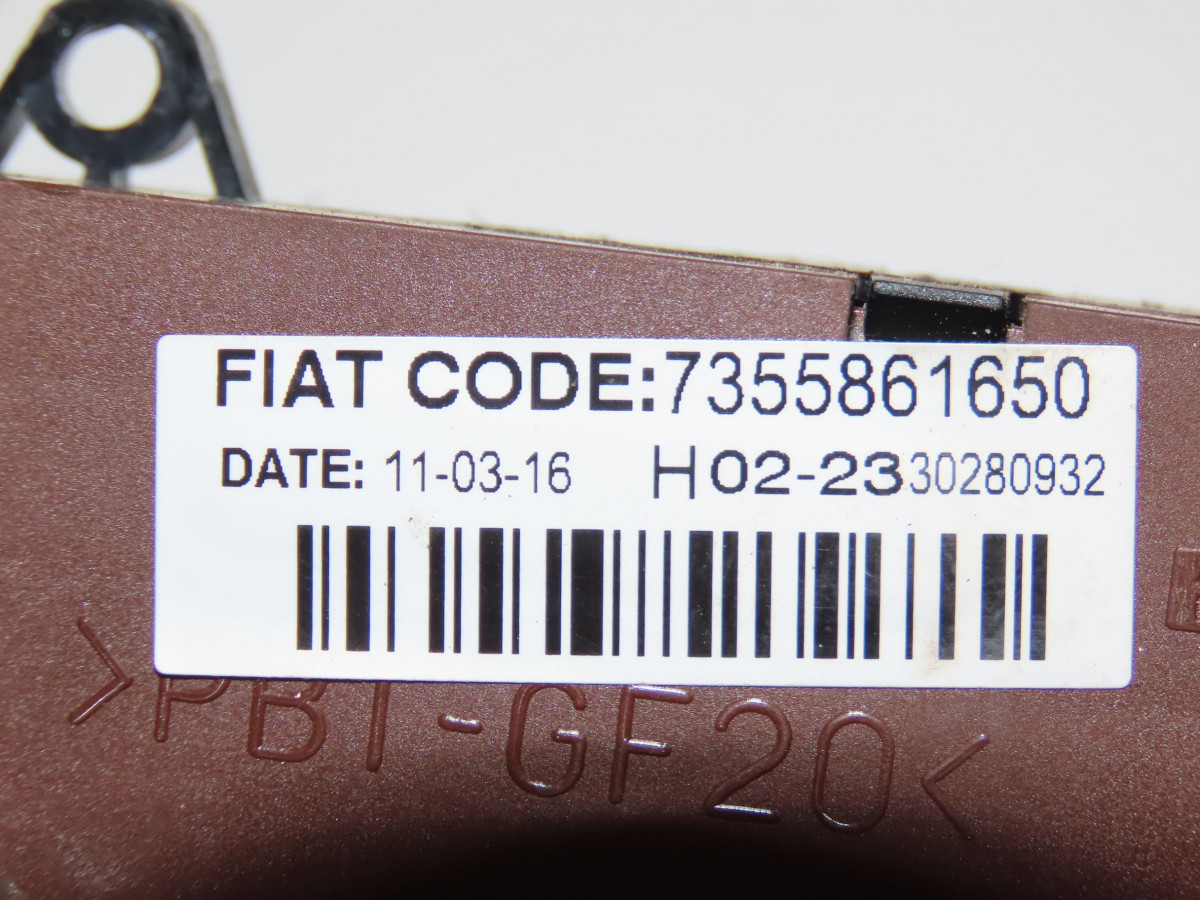 FIAT CODE:7355861650
DATE: 11-03-16 H02-2330280932
>PBT-GF20<